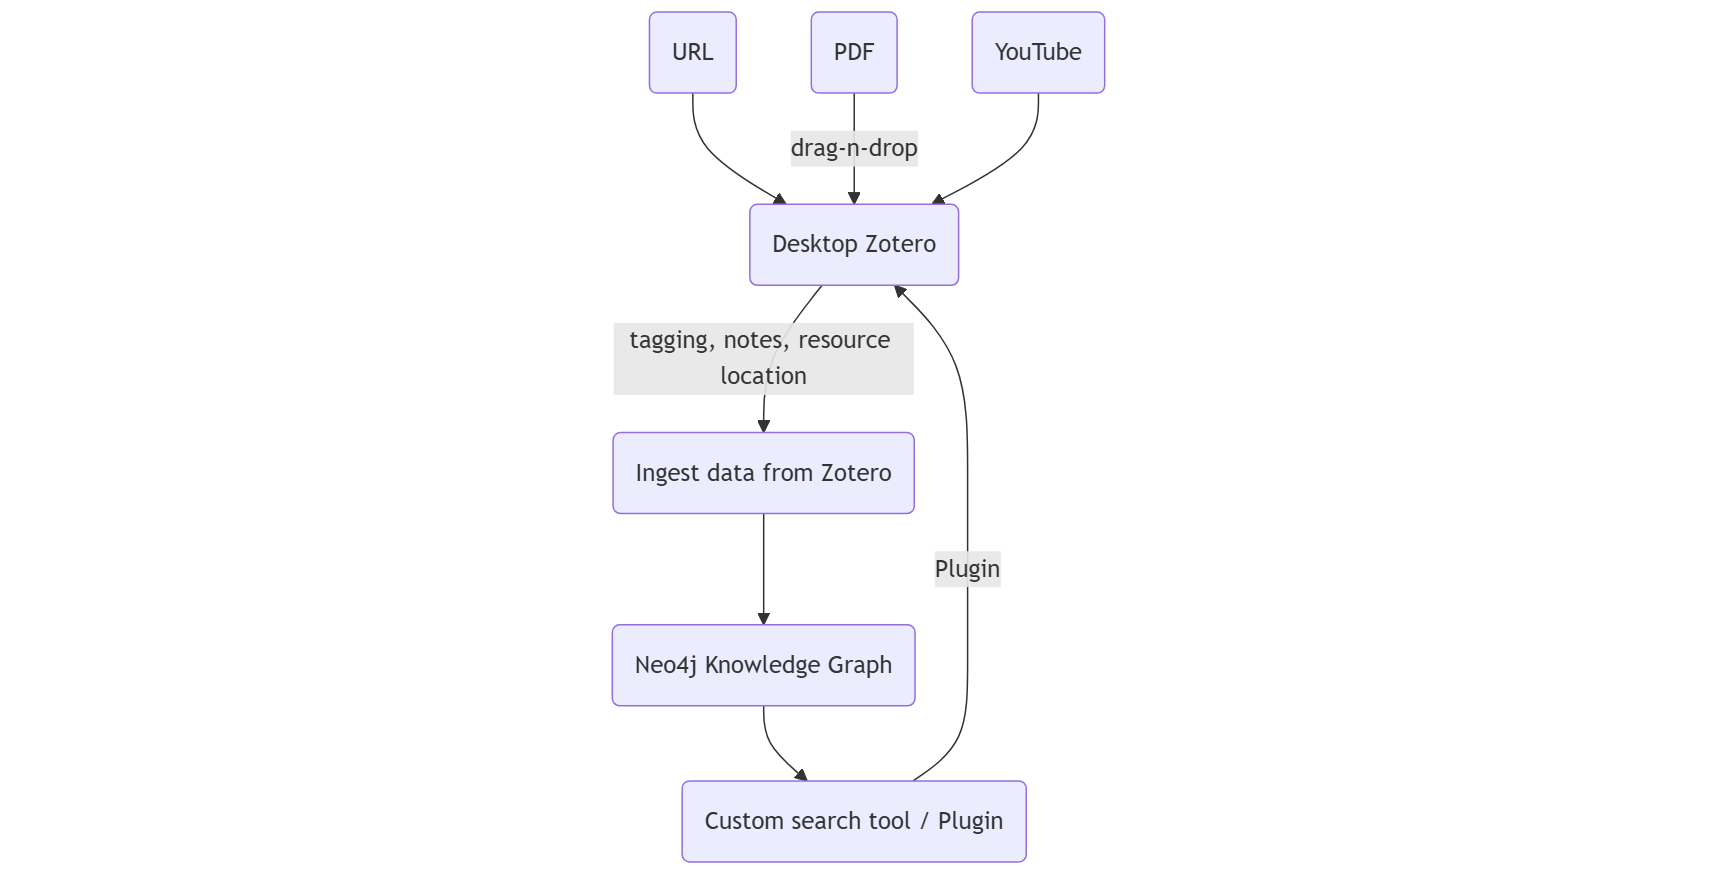 URL
PDF
YouTube
drag-n-drop
Desktop Zotero
tagging, notes, resource
location
Ingest data from Zotero
Plugin
Neo4j Knowledge Graph
Custom search tool / Plugin